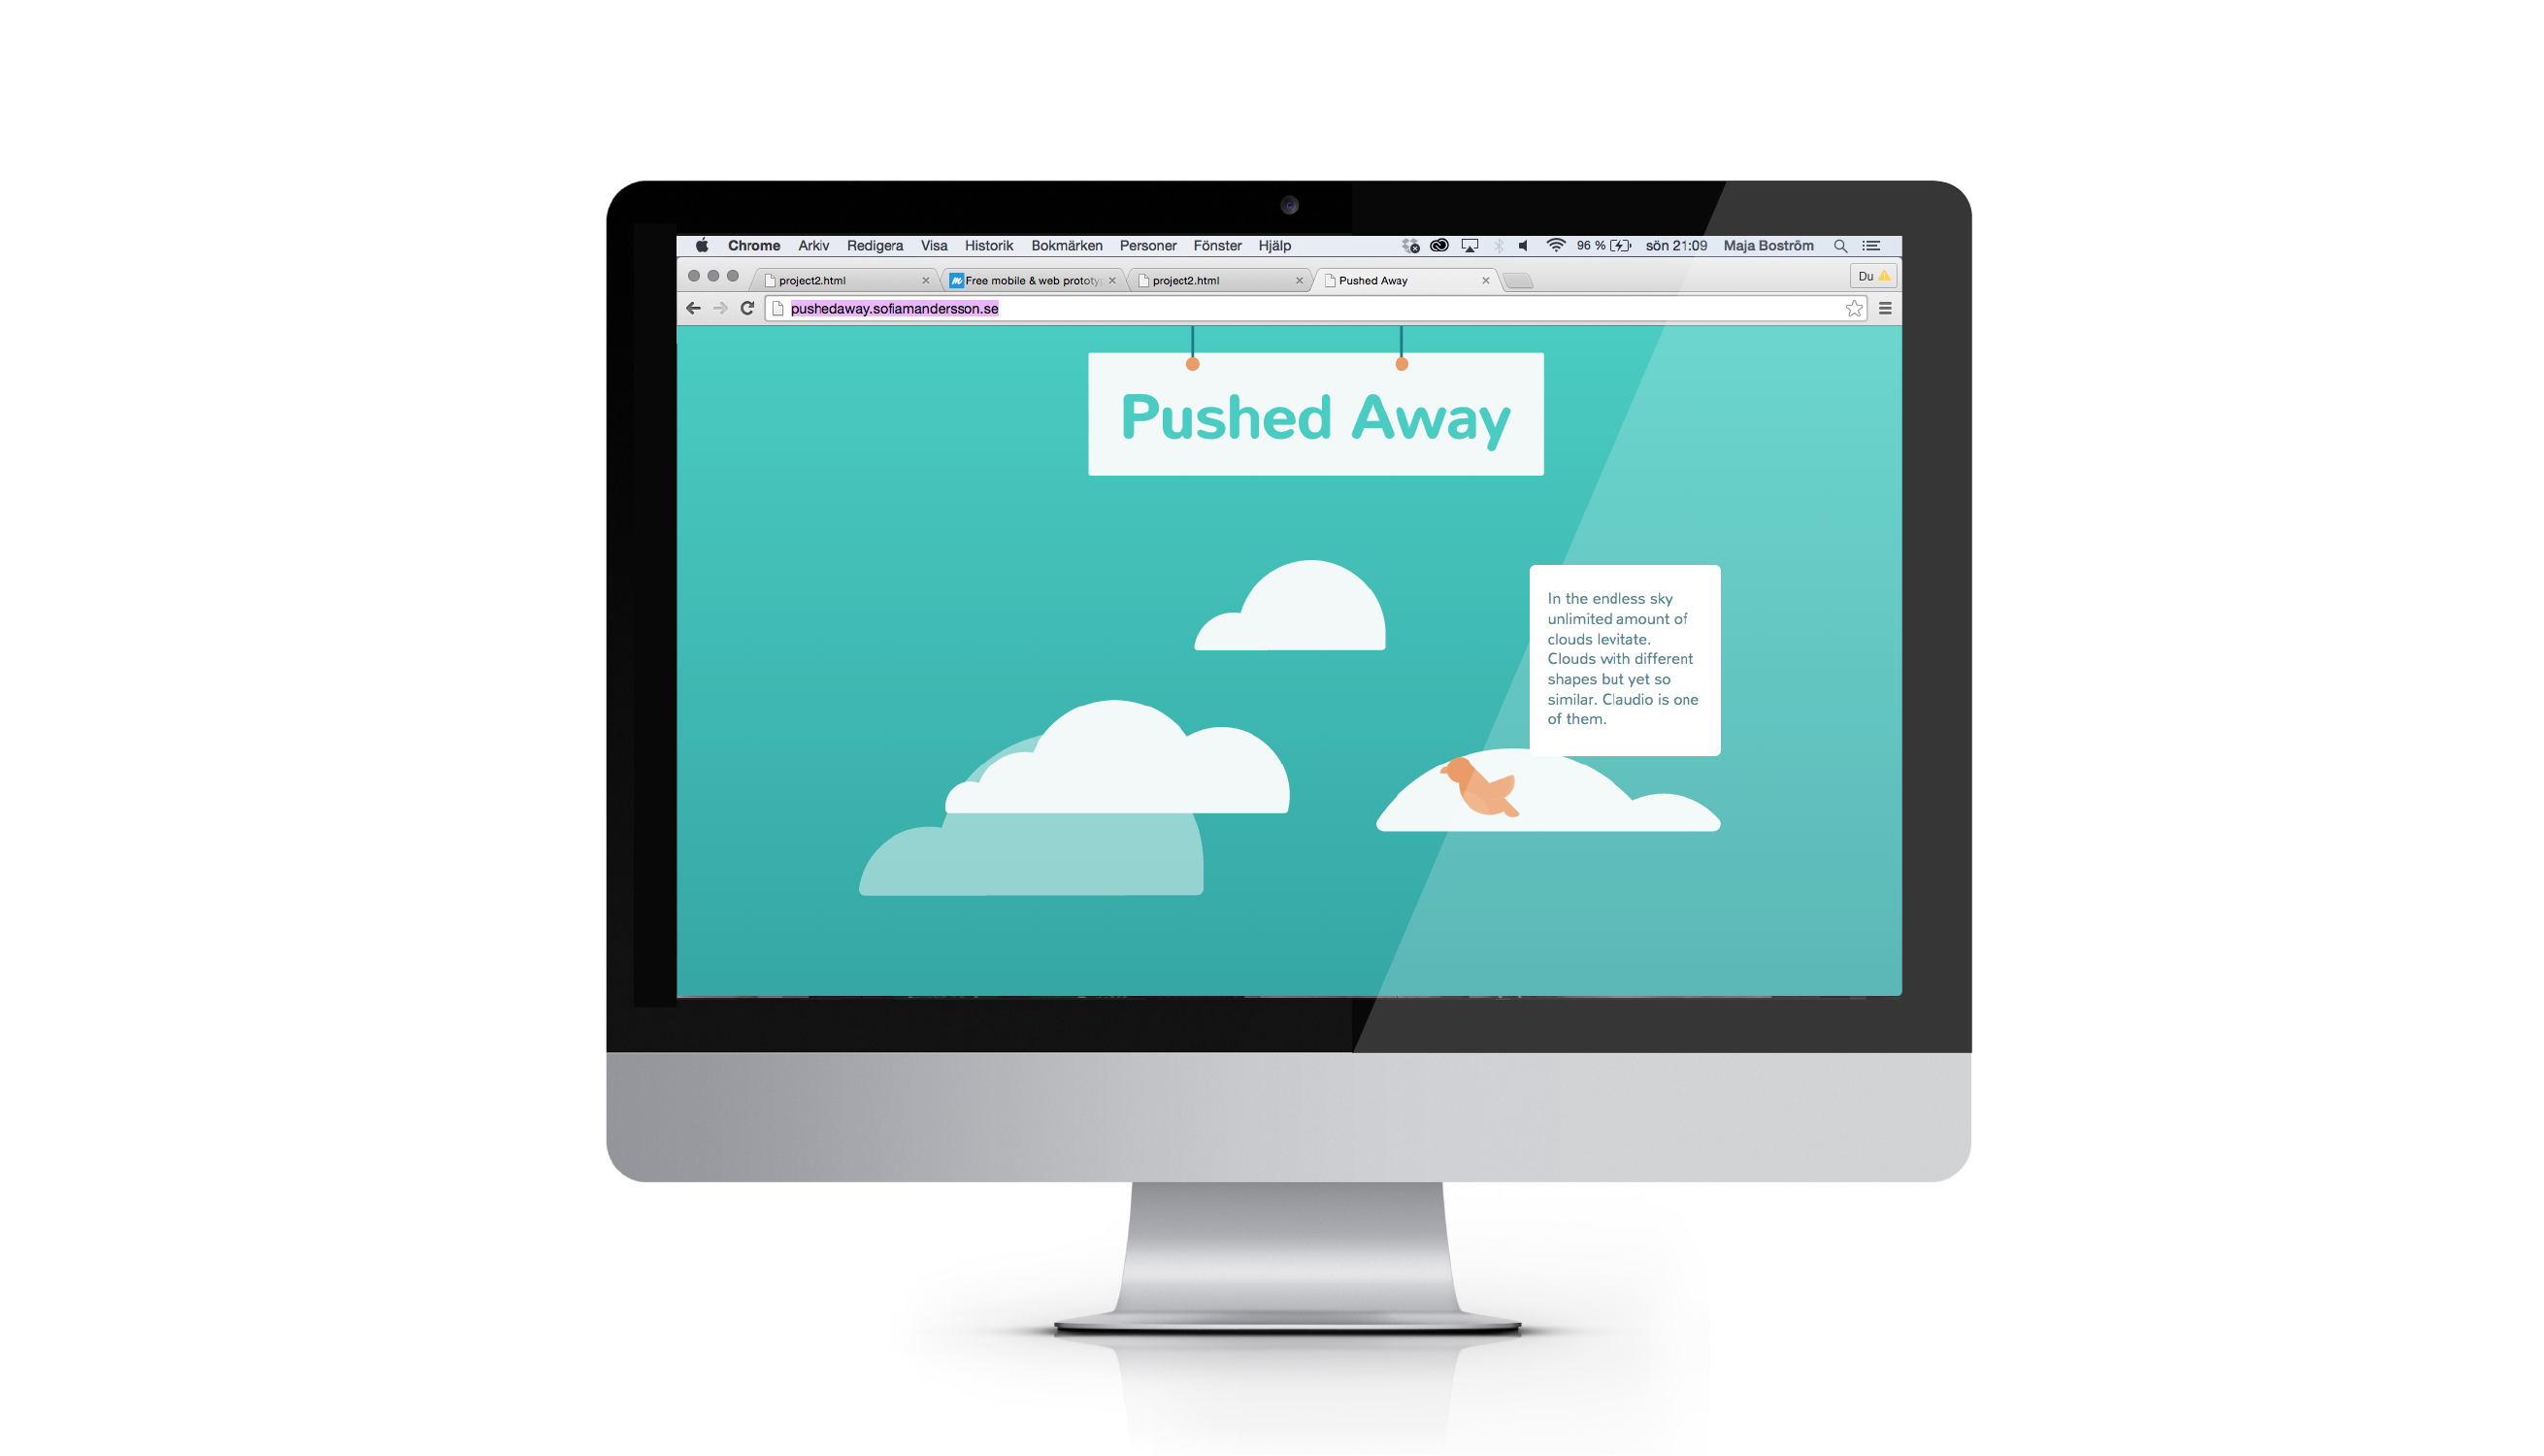 Chrome Arkiv Redigera Visa Historik Bokmärken Personer Fönster Hjälp 96 % sön 21:09 Maja Boström
project2.html Free mobile & web prototy project2.html Pushed Away Du
pushedaway.sofiamandersson.se
Pushed Away
In the endless sky
unlimited amount of
clouds levitate.
Clouds with different
shapes but yet so
similar. Claudio is one
of them.